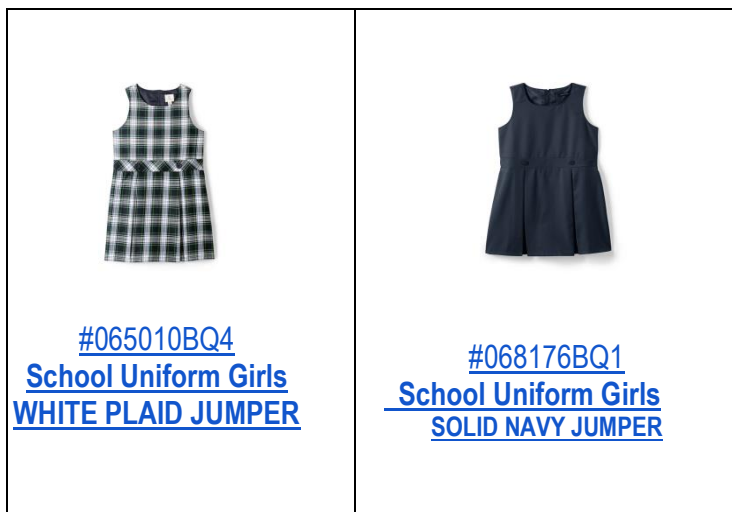 #065010BQ4
School Uniform Girls
WHITE PLAID JUMPER
#068176BQ1
School Uniform Girls
SOLID NAVY JUMPER